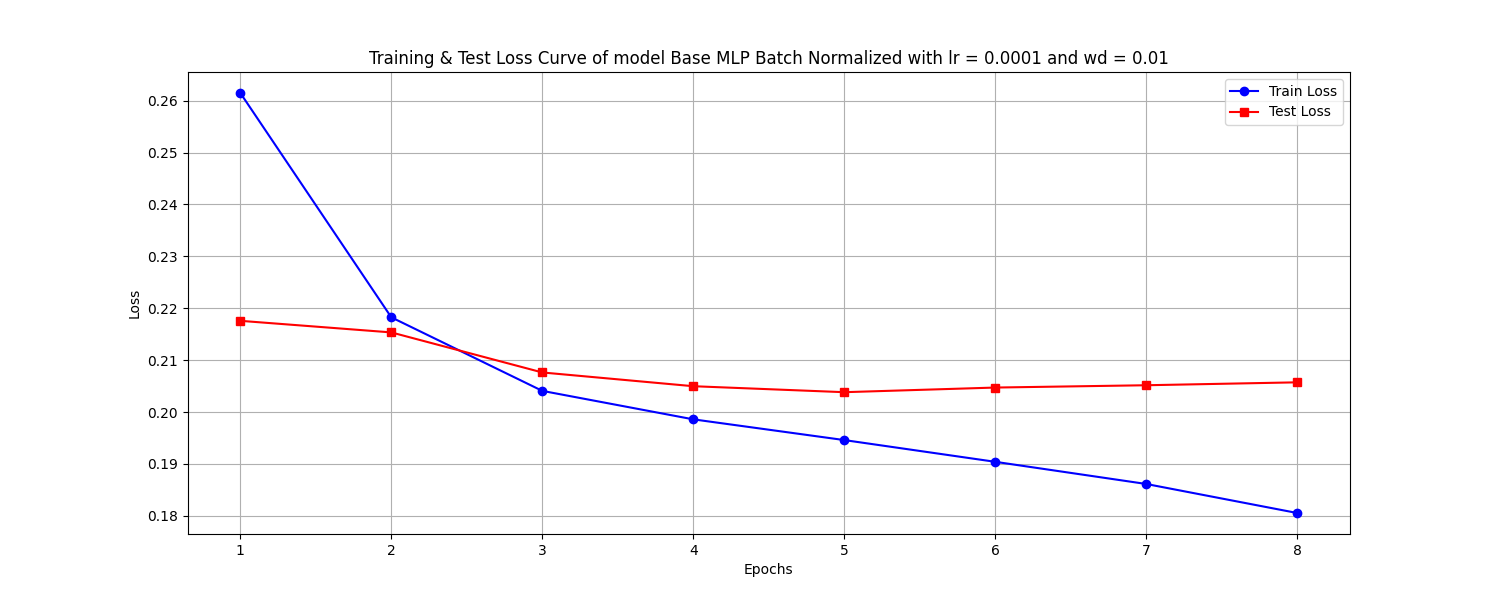 Training & Test Loss Curve of model Base MLP Batch Normalized with lr = 0.0001 and wd = 0.01
Train Loss
Test Loss
0.26
0.25
0.24
0.23
0.22
0.21
0.20
0.19
0.18
Loss
1 2 3 4 5 6 7 8
Epochs